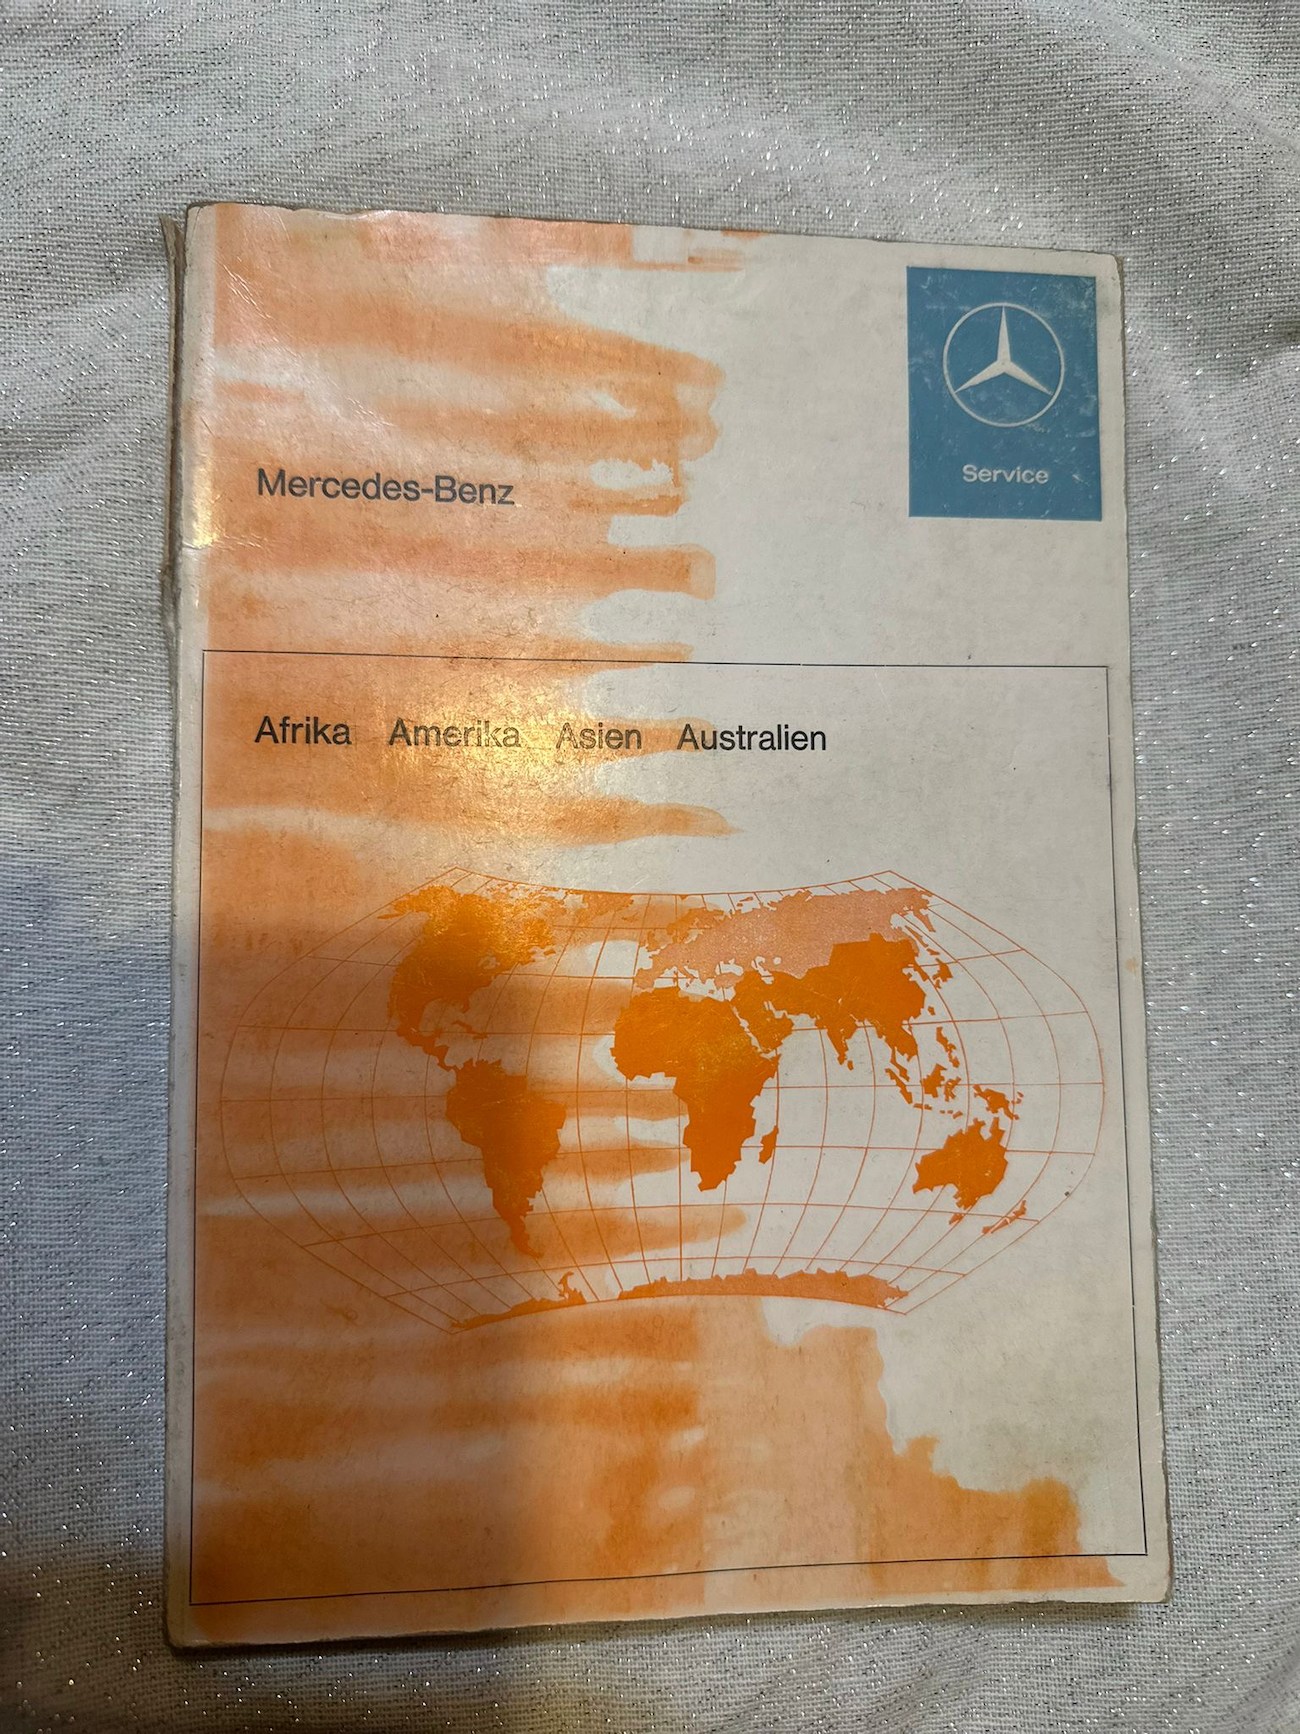 Service
Mercedes-Benz
Afrika Amerika Asien Australien